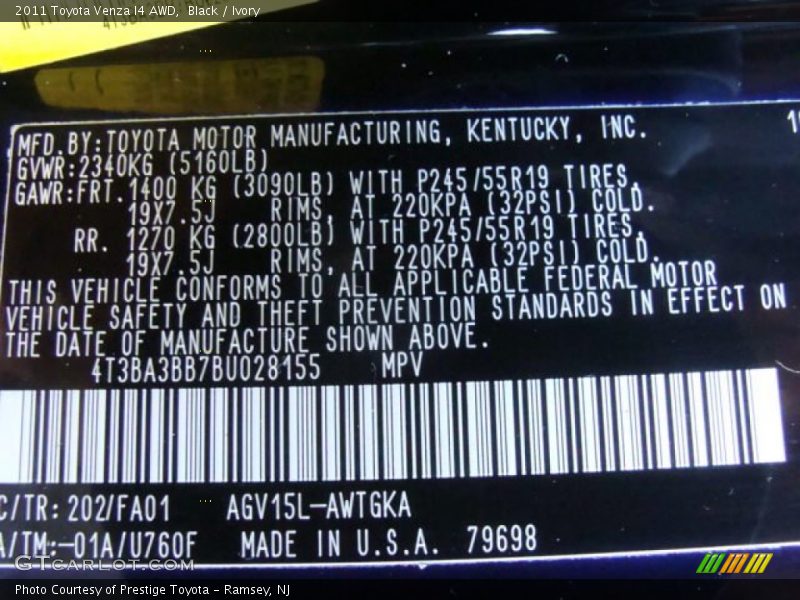 2011 Toyota Venza I4 AWD,  Black / Ivory
MFD.BY:TOYOTA MOTOR MANUFACTURING, KENTUCKY, INC.
GVWR:2340KG (5160LB)
GAWR:FRT.1400 KG (3090LB) WITH P245/55R19 TIRES,
19X7.5J RIMS, AT 220KPA (32PSI) COLD.
RR. 1270 KG (2800LB) WITH P245/55R19 TIRES,
19X7.5J RIMS, AT 220KPA (32PSI) COLD.
THIS VEHICLE CONFORMS TO ALL APPLICABLE FEDERAL MOTOR
VEHICLE SAFETY AND THEFT PREVENTION STANDARDS IN EFFECT ON
THE DATE OF MANUFACTURE SHOWN ABOVE.
4T3BA3BB7BU028155 MPV
C/TR:202/FA01 AGV15L-AWTGKA
A/TM:-01A/U760F MADE IN U.S.A. 79698
GTCarLot.com
Photo Courtesy of Prestige Toyota - Ramsey, NJ